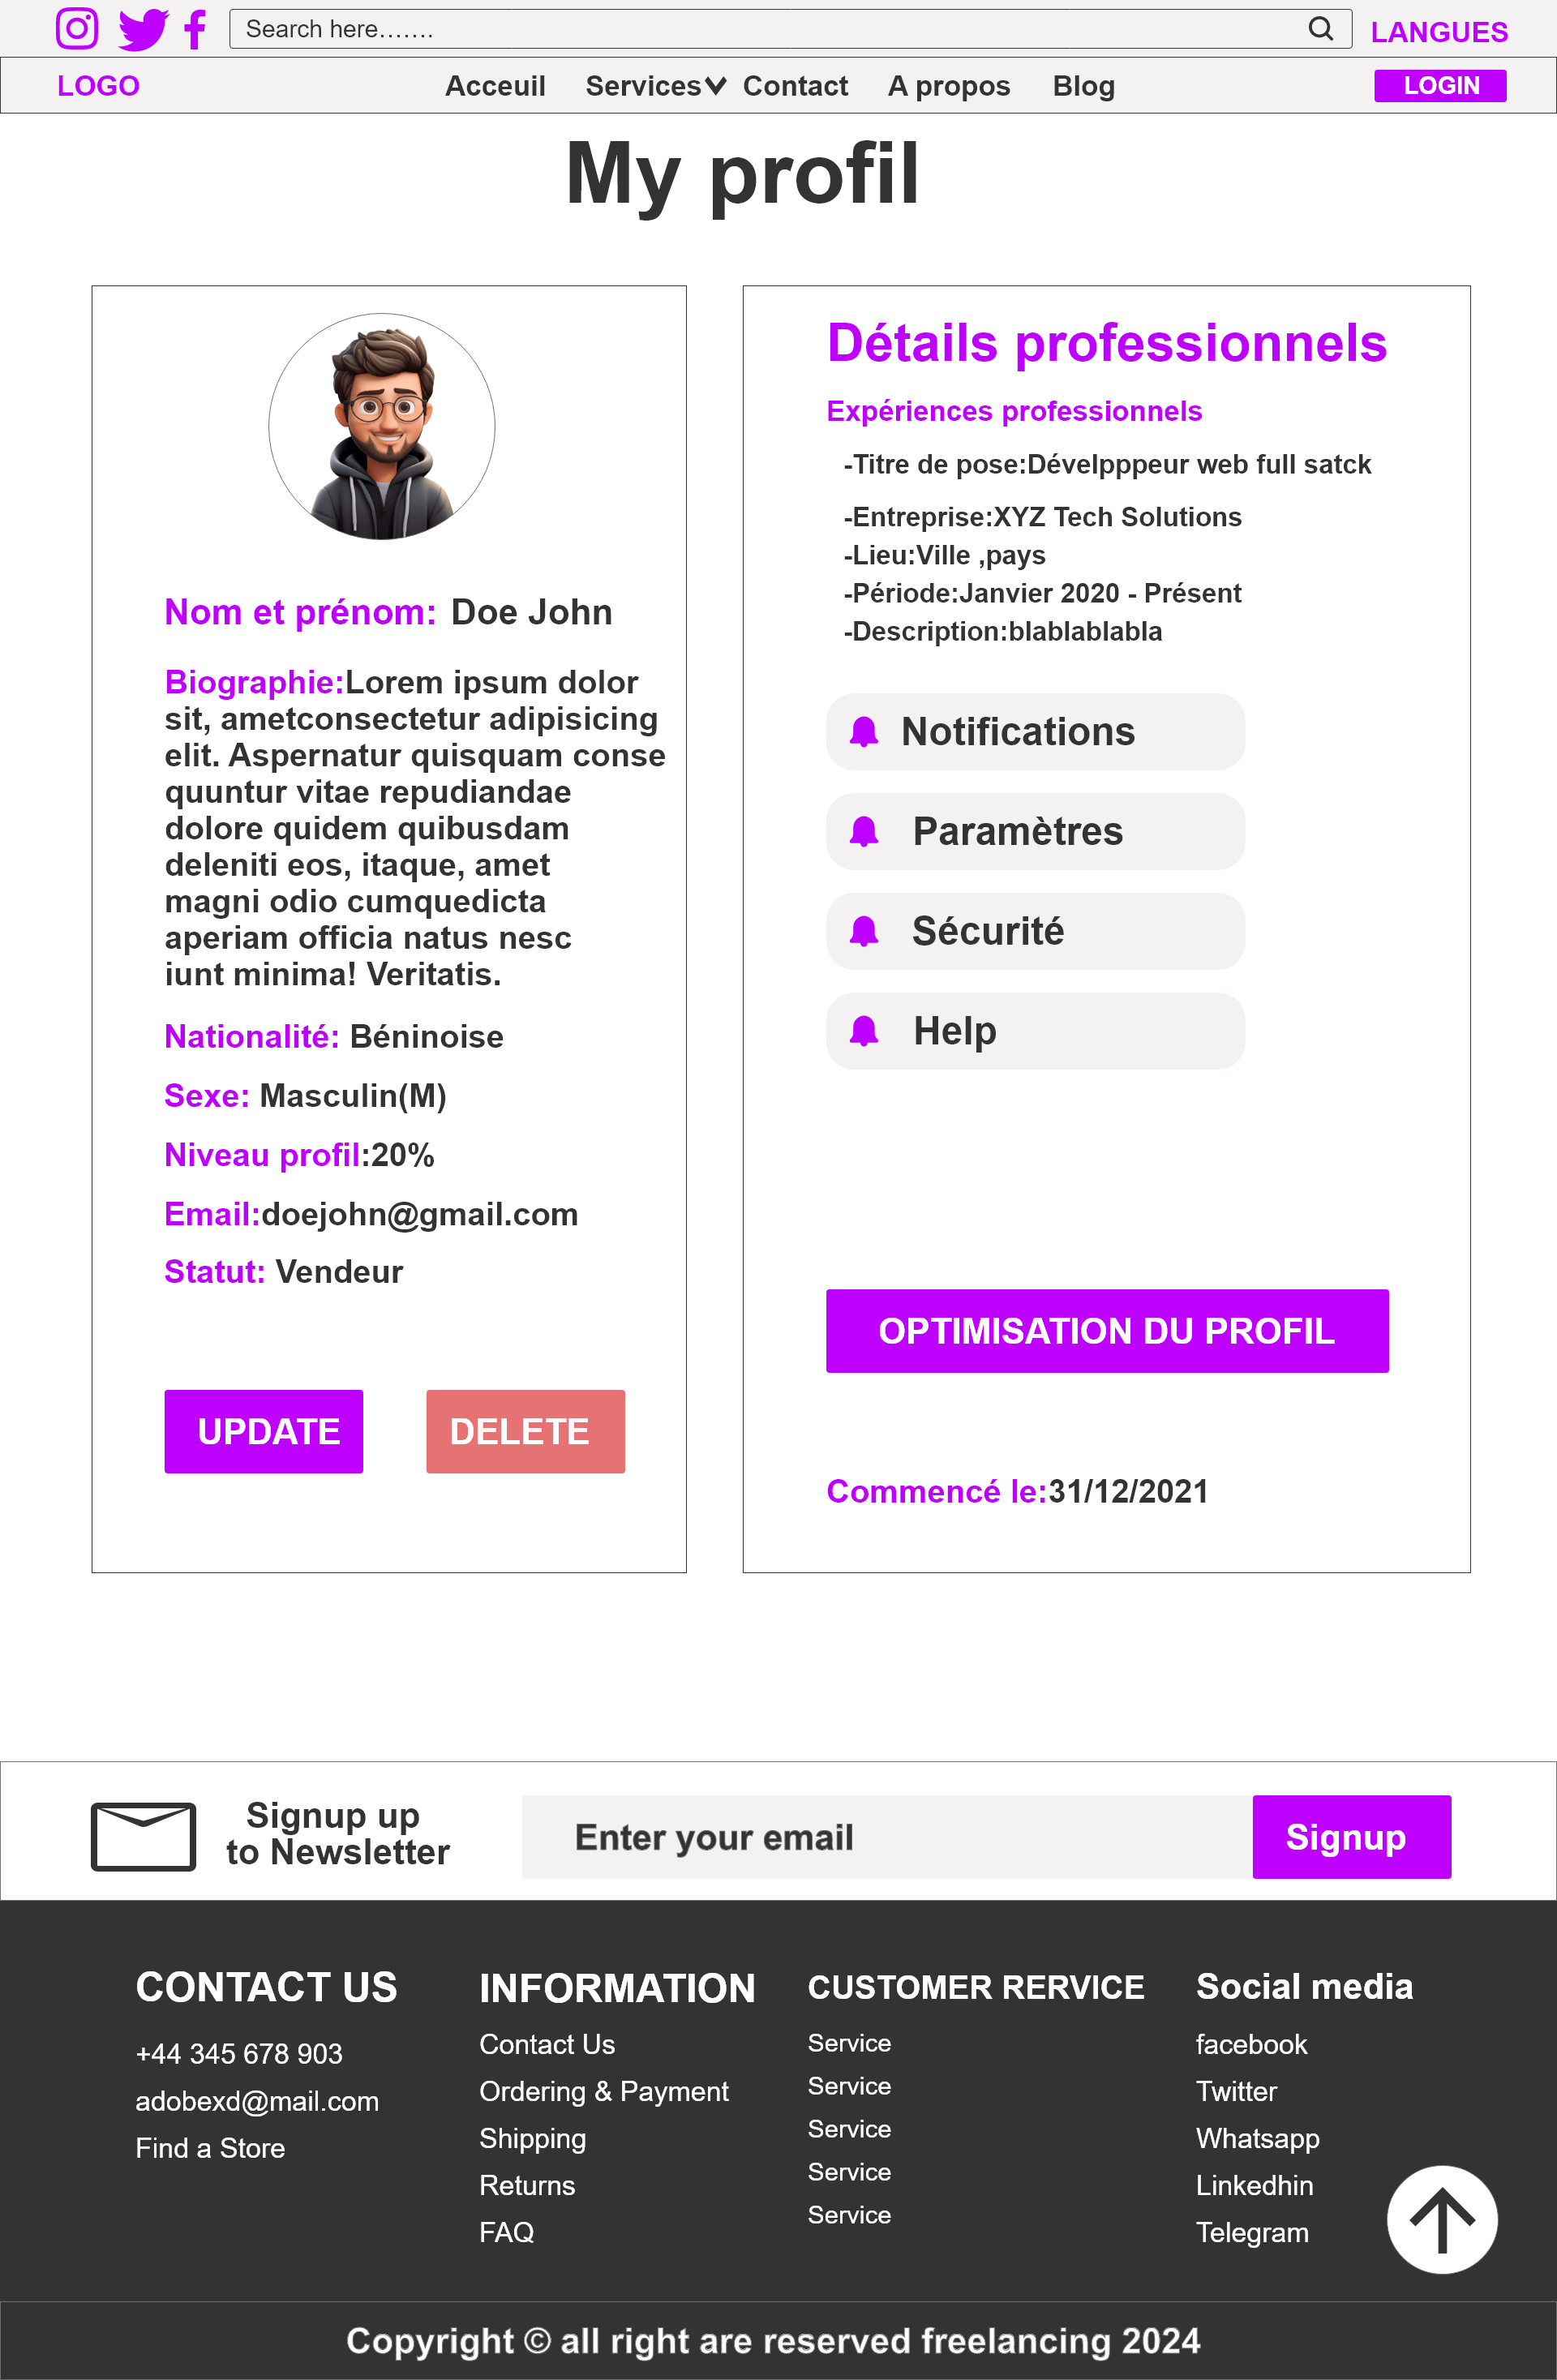 Search here…….
LANGUES
LOGO
Acceuil
Services
Contact
A propos
Blog
LOGIN
My profil
Nom et prénom: Doe John
Biographie:Lorem ipsum dolor
sit, ametconsectetur adipisicing
elit. Aspernatur quisquam conse
quuntur vitae repudiandae
dolore quidem quibusdam
deleniti eos, itaque, amet
magni odio cumquedicta
aperiam officia natus nesc
iunt minima! Veritatis.
Nationalité: Béninoise
Sexe: Masculin(M)
Niveau profil:20%
Email:doejohn@gmail.com
Statut: Vendeur
UPDATE
DELETE
Détails professionnels
Expériences professionnels
-Titre de pose:Dévelpppeur web full satck
-Entreprise:XYZ Tech Solutions
-Lieu:Ville ,pays
-Période:Janvier 2020 - Présent
-Description:blablablabla
Notifications
Paramètres
Sécurité
Help
OPTIMISATION DU PROFIL
Commencé le:31/12/2021
Signup up
to Newsletter
Enter your email
Signup
CONTACT US
+44 345 678 903
adobexd@mail.com
Find a Store
INFORMATION
Contact Us
Ordering & Payment
Shipping
Returns
FAQ
CUSTOMER RERVICE
Service
Service
Service
Service
Service
Social media
facebook
Twitter
Whatsapp
Linkedhin
Telegram
Copyright © all right are reserved freelancing 2024